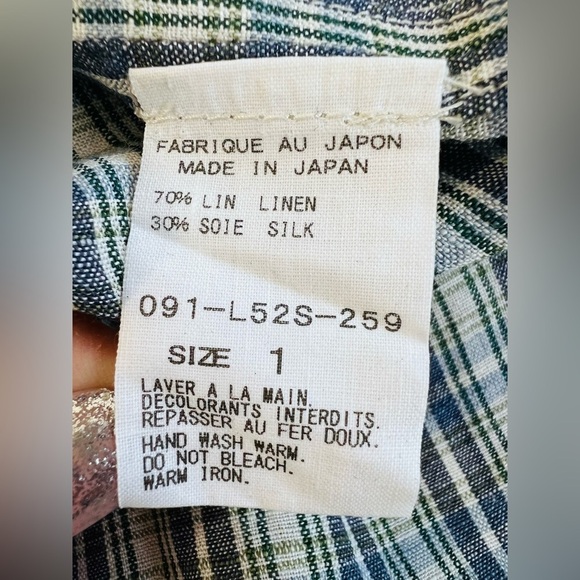 FABRIQUE AU JAPON
MADE IN JAPAN
70% LIN LINEN
30% SOIE SILK
091-L52S-259
SIZE 1
LAVER A LA MAIN.
DECOLORANTS INTERDITS.
REPASSER AU FER DOUX.
HAND WASH WARM.
DO NOT BLEACH.
WARM IRON.